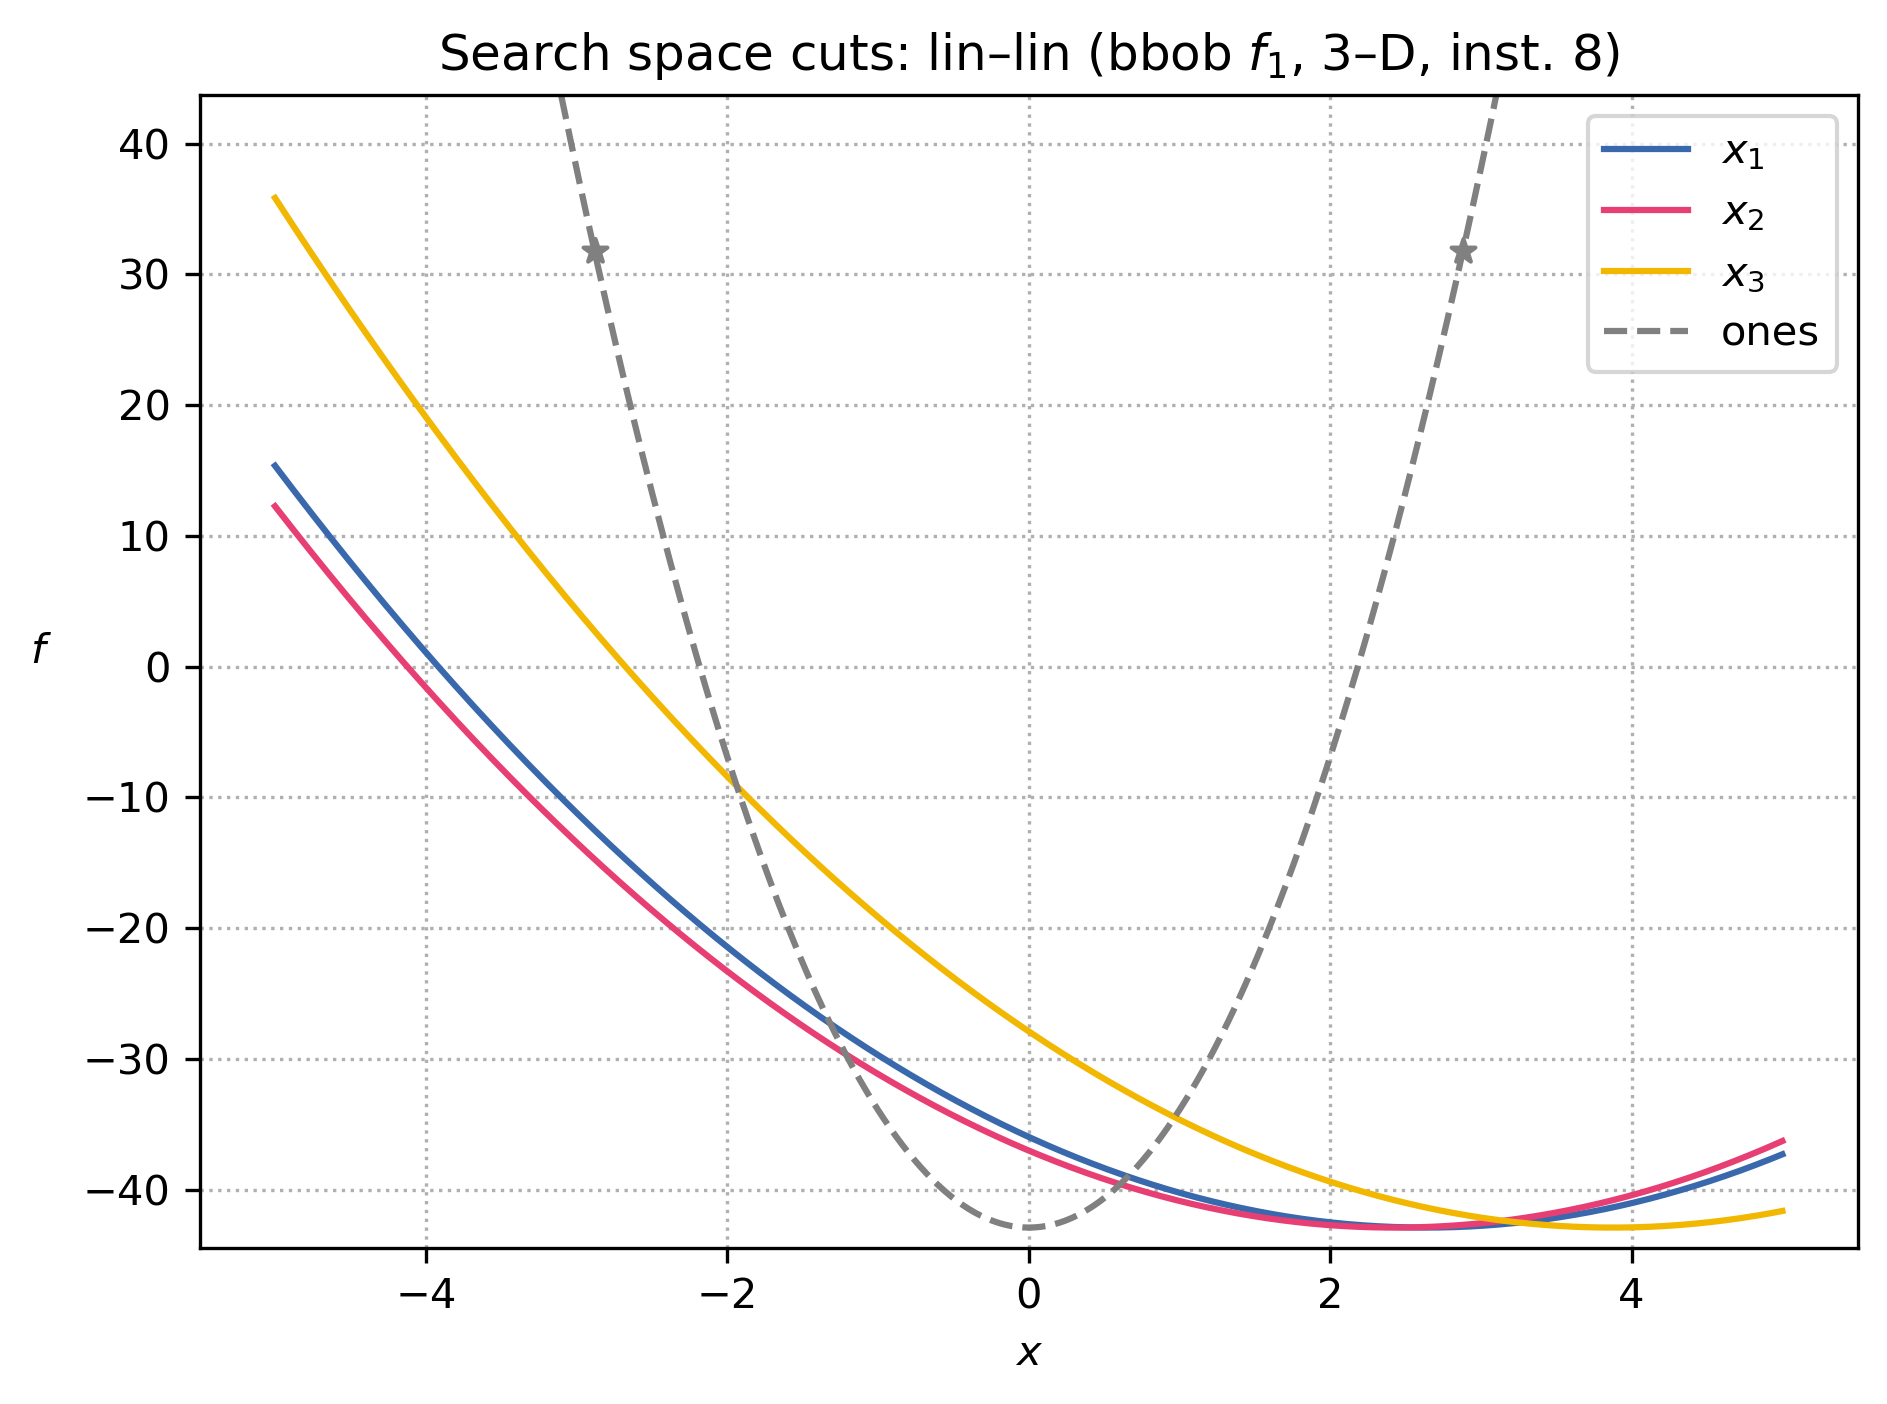 Search space cuts: lin–lin (bbob f₁, 3–D, inst. 8)
40
30
20
10
0
−10
−20
−30
−40
f
x₁
x₂
x₃
ones
−4
−2
0
2
4
x